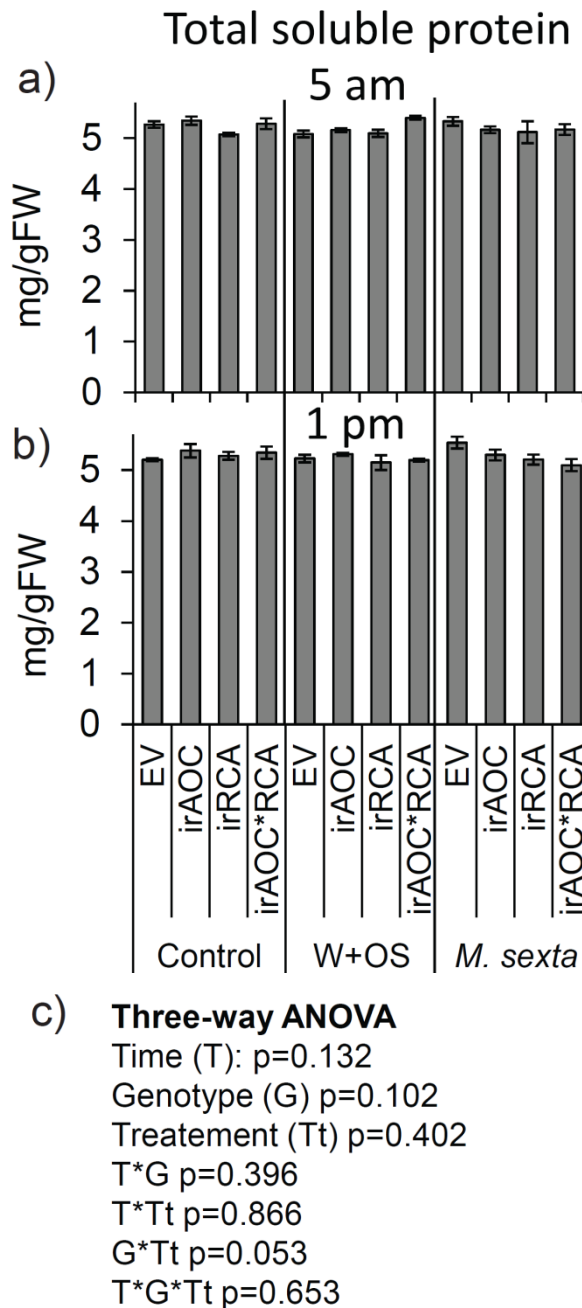 Total soluble protein
a)
5 am
mg/gFW
5
4
3
2
1
0
b)
1 pm
mg/gFW
5
4
3
2
1
0
EV
irAOC
irRCA
irAOC*RCA
EV
irAOC
irRCA
irAOC*RCA
EV
irAOC
irRCA
irAOC*RCA
Control
W+OS
M. sexta
c)
Three-way ANOVA
Time (T): p=0.132
Genotype (G) p=0.102
Treatement (Tt) p=0.402
T*G p=0.396
T*Tt p=0.866
G*Tt p=0.053
T*G*Tt p=0.653